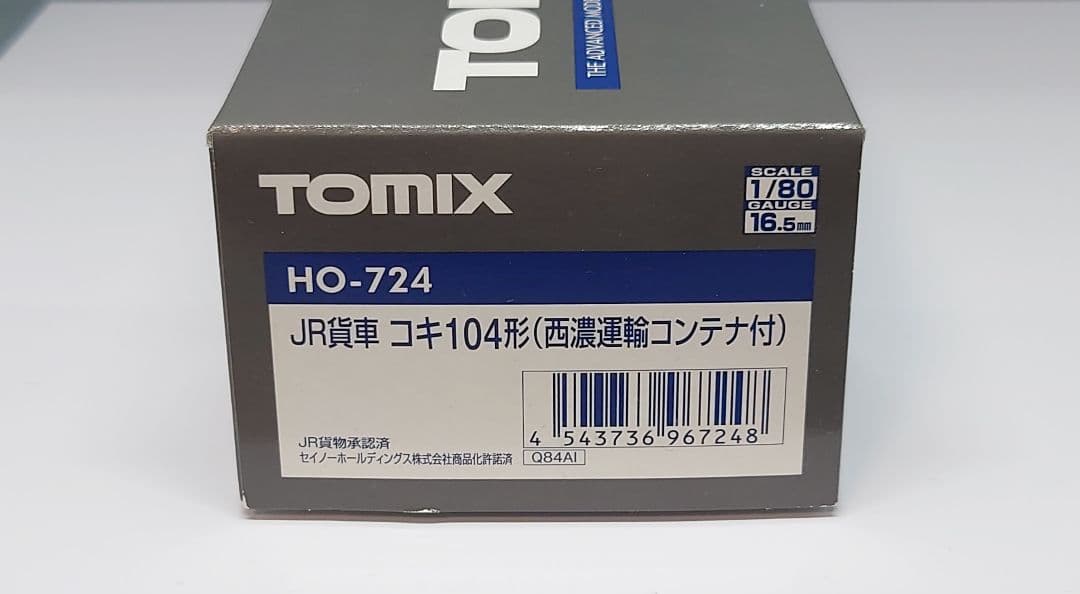 TOMIX
SCALE
1/80
GAUGE
16.5mm
HO-724
JR貨車 コキ104形(西濃運輸コンテナ付)
4 543736 967248
JR貨物承認済
セイノーホールディングス株式会社商品化許諾済
Q84AI
THE ADVANCED